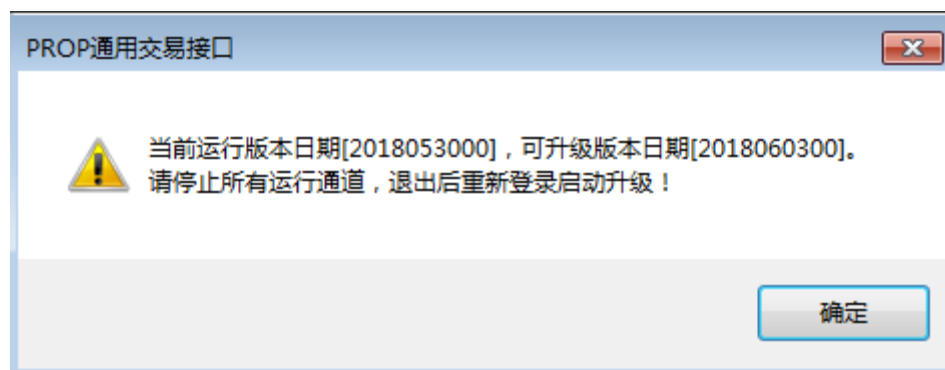 PROP通用交易接口
当前运行版本日期[2018053000]，可升级版本日期[2018060300]。
请停止所有运行通道，退出后重新登录启动升级！
确定